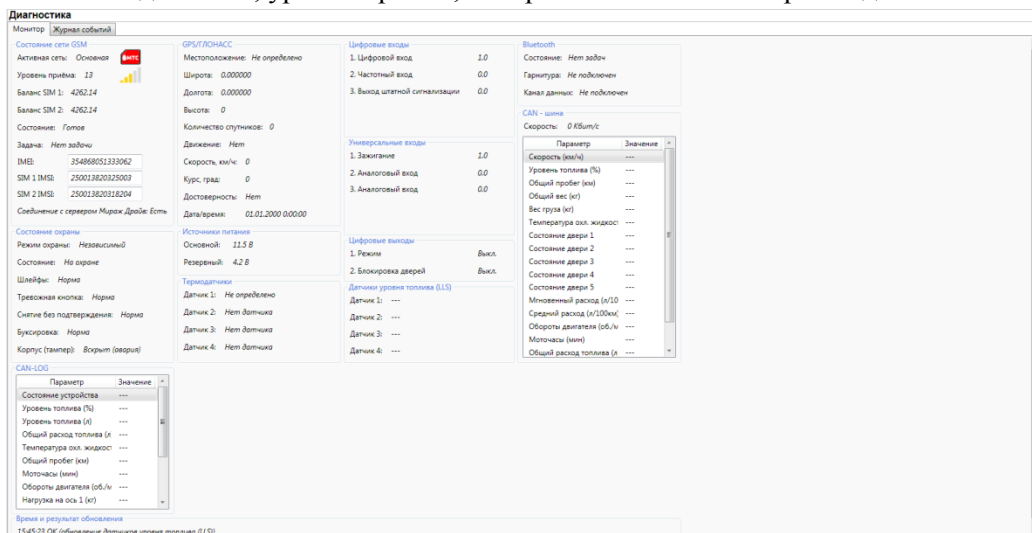 Диагностика
Монитор Журнал событий
Состояние сети GSM
Активная сеть: Основная МТС
Уровень приёма: 13
Баланс SIM 1: 4262.14
Баланс SIM 2: 4262.14
Состояние: Готов
Задача: Нет задачи
IMEI: 354868051333062
SIM 1 IMSI: 250013820325003
SIM 2 IMSI: 250013820318204
Соединение с сервером Мираж Драйв: Есть
GPS/ГЛОНАСС
Местоположение: Не определено
Широта: 0.000000
Долгота: 0.000000
Высота: 0
Количество спутников: 0
Движение: Нет
Скорость, км/ч: 0
Курс, град: 0
Достоверность: Нет
Дата/время: 01.01.2000 0:00:00
Цифровые входы
1. Цифровой вход 1.0
2. Частотный вход 0.0
3. Выход штатной сигнализации 0.0
Универсальные входы
1. Зажигание 1.0
2. Аналоговый вход 0.0
3. Аналоговый вход 0.0
Bluetooth
Состояние: Нет задач
Гарнитура: Не подключен
Канал данных: Не подключен
CAN - шина
Скорость: 0 Кбит/с
Параметр Значение
Скорость (км/ч) ---
Уровень топлива (%) ---
Общий пробег (км) ---
Общий вес (кг) ---
Вес груза (кг) ---
Температура охл. жидкост ---
Состояние двери 1 ---
Состояние двери 2 ---
Состояние двери 3 ---
Состояние двери 4 ---
Состояние двери 5 ---
Мгновенный расход (л/10 ---
Средний расход (л/100км) ---
Обороты двигателя (об./м ---
Моточасы (мин) ---
Общий расход топлива (л ---
Состояние охраны
Режим охраны: Независимый
Состояние: На охране
Шлейфы: Норма
Тревожная кнопка: Норма
Снятие без подтверждения: Норма
Буксировка: Норма
Корпус (тампер): Вскрыт (авария)
Источники питания
Основной: 11.5 В
Резервный: 4.2 В
Термодатчики
Датчик 1: Не определено
Датчик 2: Нет датчика
Датчик 3: Нет датчика
Датчик 4: Нет датчика
Цифровые выходы
1. Режим Выкл.
2. Блокировка дверей Выкл.
Датчики уровня топлива (LLS)
Датчик 1: ---
Датчик 2: ---
Датчик 3: ---
Датчик 4: ---
CAN-LOG
Параметр Значение
Состояние устройства ---
Уровень топлива (%) ---
Уровень топлива (л) ---
Общий расход топлива (л ---
Температура охл. жидкост ---
Общий пробег (км) ---
Моточасы (мин) ---
Обороты двигателя (об./м ---
Нагрузка на ось 1 (кг) ---
Время и результат обновления
15:45:23 OK (обновление датчиков уровня топлива (LLS))